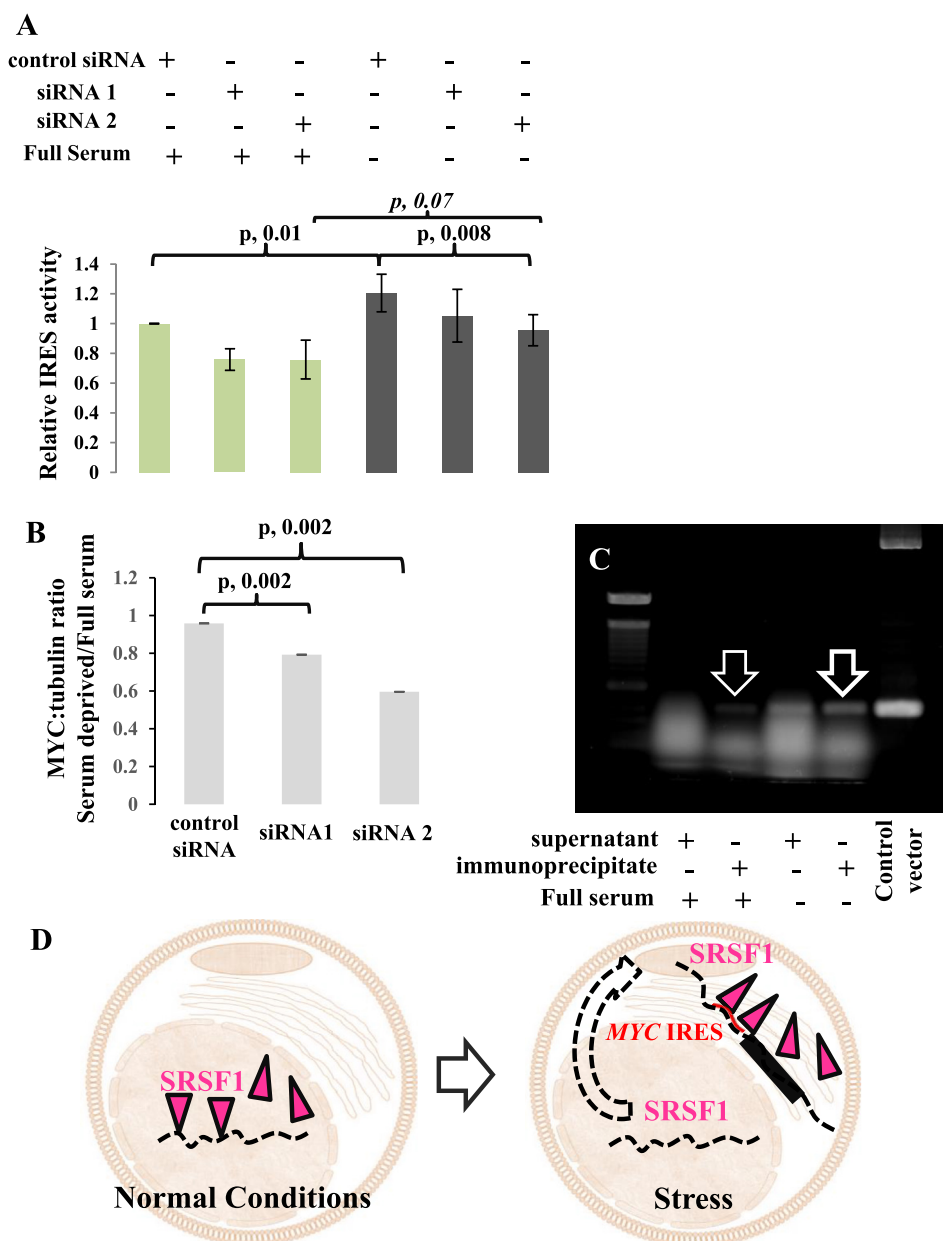 A
control siRNA + - - + - -
siRNA 1 - + - - + -
siRNA 2 - - + - - +
Full Serum + + + - - -
p, 0.07
p, 0.01
p, 0.008
Relative IRES activity
1.4
1.2
1
0.8
0.6
0.4
0.2
0
B
p, 0.002
p, 0.002
MYC:tubulin ratio
Serum deprived/Full serum
1.2
1
0.8
0.6
0.4
0.2
0
control
siRNA
siRNA1
siRNA 2
C
supernatant + - + -
immunoprecipitate - + - +
Full serum + + - -
Control
vector
D
SRSF1
Normal Conditions
SRSF1
MYC IRES
SRSF1
Stress